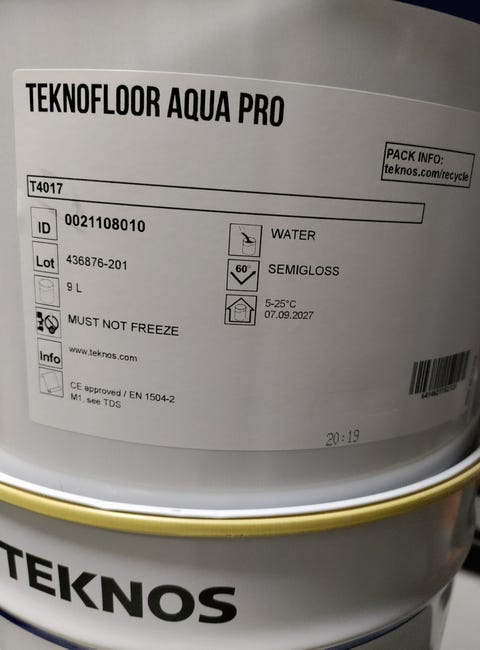 TEKNOFLOOR AQUA PRO
PACK INFO:
teknos.com/recycle
T4017
ID 0021108010
WATER
Lot 436876-201
60° SEMIGLOSS
9 L
5-25°C
07.09.2027
MUST NOT FREEZE
Info www.teknos.com
CE approved / EN 1504-2
M1, see TDS
20:19
TEKNOS